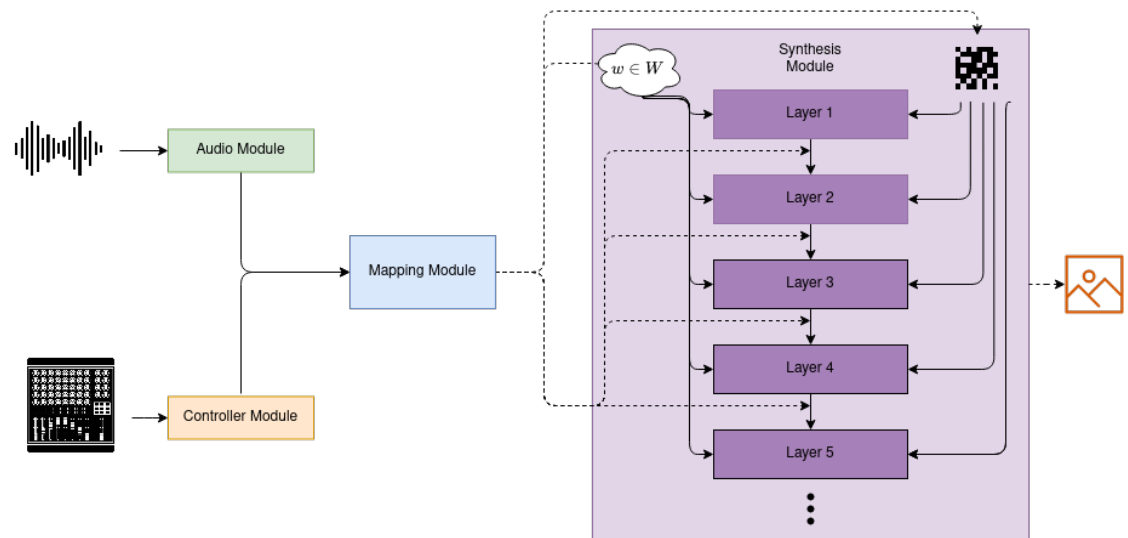 Synthesis
Module
w ∈ W
Layer 1
Audio Module
Layer 2
Mapping Module
Layer 3
Layer 4
Controller Module
Layer 5